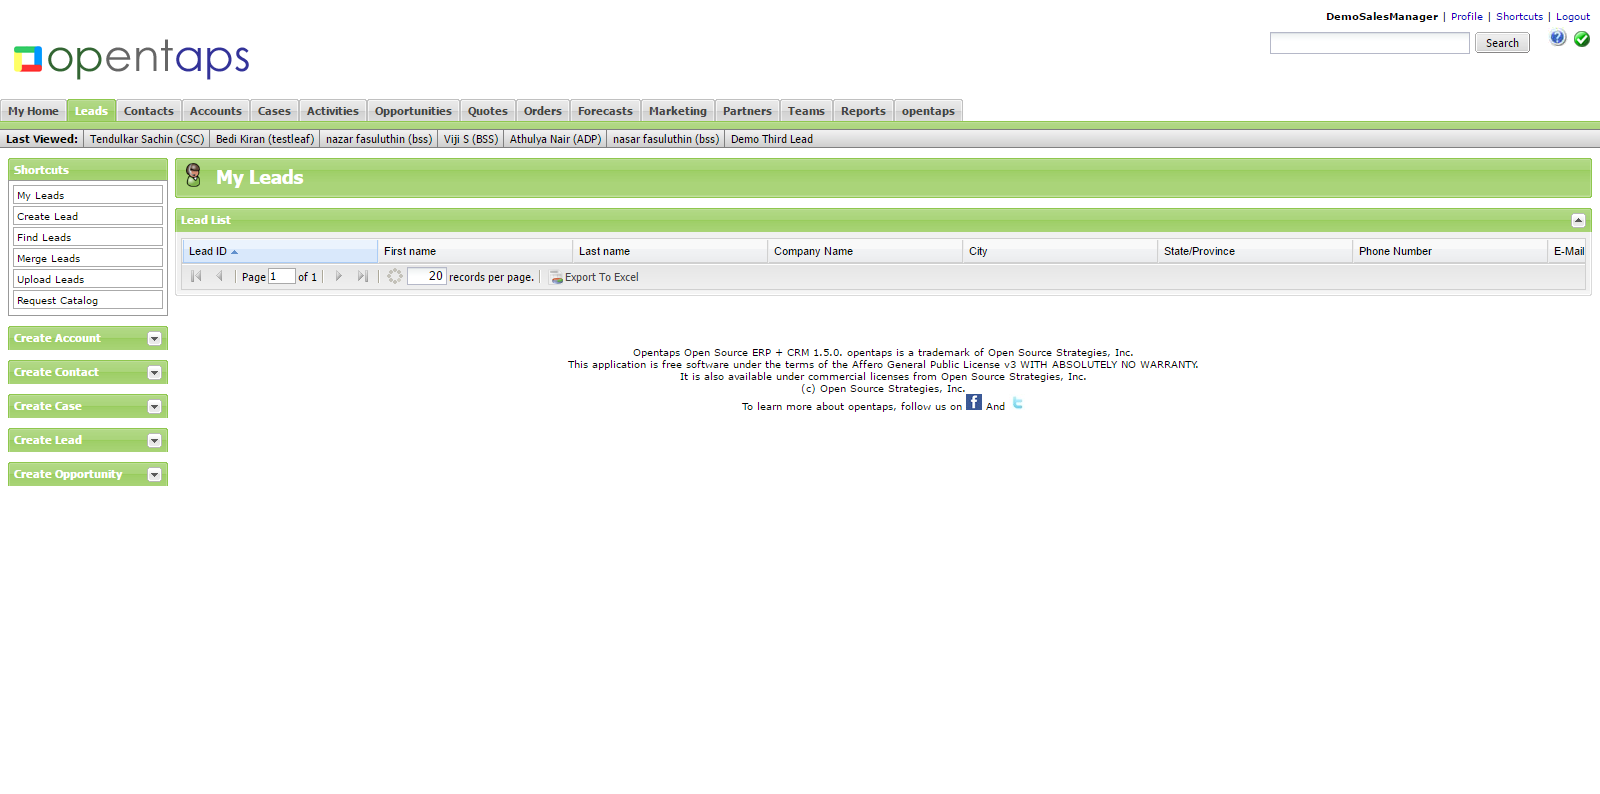 DemoSalesManager | Profile | Shortcuts | Logout
Search
opentaps
My Home Leads Contacts Accounts Cases Activities Opportunities Quotes Orders Forecasts Marketing Partners Teams Reports opentaps
Last Viewed: Tendulkar Sachin (CSC) Bedi Kiran (testleaf) nazar fasuluthin (bss) Viji S (BSS) Athulya Nair (ADP) nasar fasuluthin (bss) Demo Third Lead
Shortcuts
My Leads
Create Lead
Find Leads
Merge Leads
Upload Leads
Request Catalog
Create Account
Create Contact
Create Case
Create Lead
Create Opportunity
My Leads
Lead List
Lead ID First name Last name Company Name City State/Province Phone Number E-Mail
Page 1 of 1 20 records per page. Export To Excel
Opentaps Open Source ERP + CRM 1.5.0. opentaps is a trademark of Open Source Strategies, Inc.
This application is free software under the terms of the Affero General Public License v3 WITH ABSOLUTELY NO WARRANTY.
It is also available under commercial licenses from Open Source Strategies, Inc.
(c) Open Source Strategies, Inc.
To learn more about opentaps, follow us on f And t